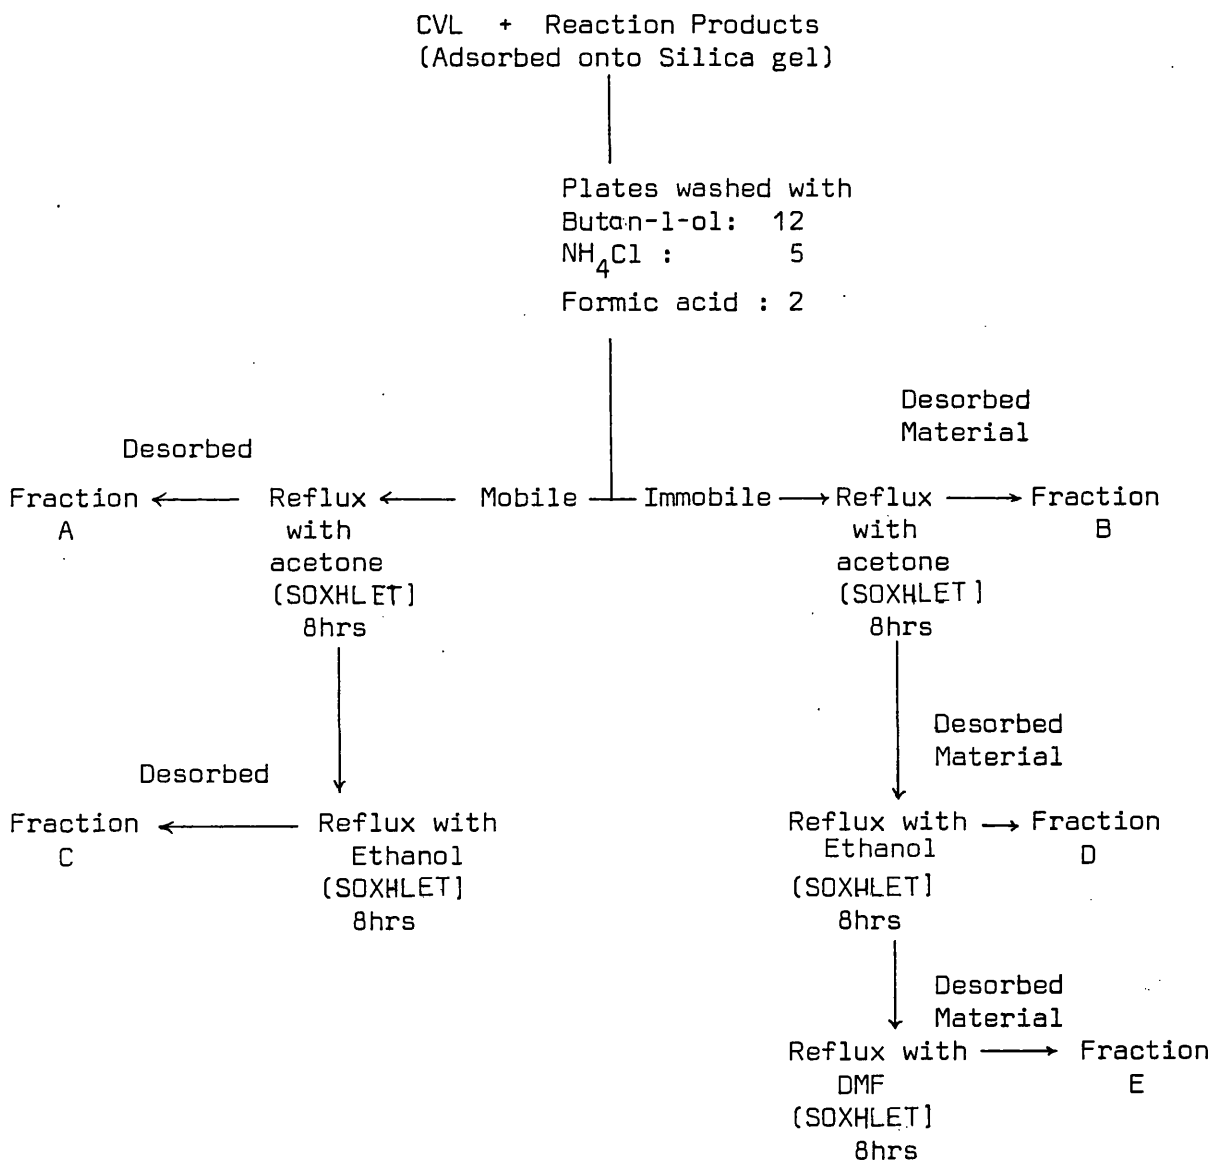 CVL + Reaction Products
(Adsorbed onto Silica gel)
Plates washed with
Butan-1-ol: 12
NH4Cl : 5
Formic acid : 2
Desorbed
Material
Desorbed
Fraction
A
Reflux
with
acetone
(SOXHLET]
8hrs
Mobile
Immobile
Reflux
with
acetone
(SOXHLET]
8hrs
Fraction
B
Desorbed
Material
Desorbed
Fraction
C
Reflux with
Ethanol
(SOXHLET]
8hrs
Reflux with
Ethanol
(SOXHLET]
8hrs
Fraction
D
Desorbed
Material
Reflux with
DMF
(SOXHLET]
8hrs
Fraction
E